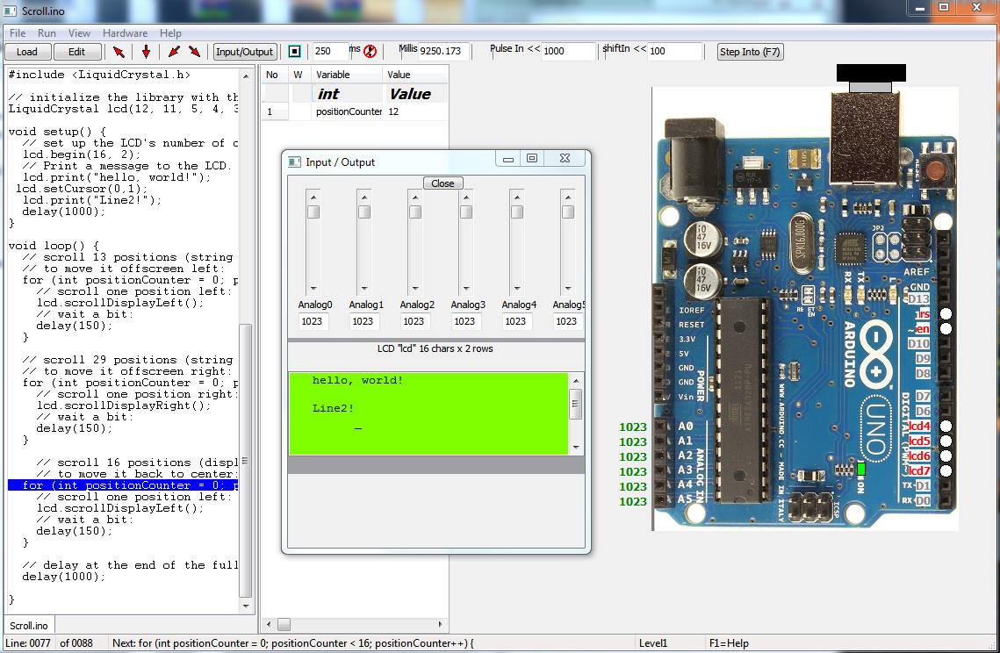 Scroll.ino
File Run View Hardware Help
Load Edit Input/Output 250 ms Millis 9250.173 Pulse In << 1000 shiftIn << 100 Step Into (F7)
#include <LiquidCrystal.h>
// initialize the library with th
LiquidCrystal lcd(12, 11, 5, 4, 3
void setup() {
// set up the LCD's number of c
lcd.begin(16, 2);
// Print a message to the LCD.
lcd.print("hello, world!");
lcd.setCursor(0,1);
lcd.print("Line2!");
delay(1000);
}
void loop() {
// scroll 13 positions (string
// to move it offscreen left:
for (int positionCounter = 0; p
// scroll one position left:
lcd.scrollDisplayLeft();
// wait a bit:
delay(150);
}
// scroll 29 positions (string
// to move it offscreen right:
for (int positionCounter = 0; p
// scroll one position right:
lcd.scrollDisplayRight();
// wait a bit:
delay(150);
}
// scroll 16 positions (displ
// to move it back to center:
for (int positionCounter = 0; p
// scroll one position left:
lcd.scrollDisplayLeft();
// wait a bit:
delay(150);
}
// delay at the end of the full
delay(1000);
}
Scroll.ino
No W Variable Value
int Value
1 positionCounter 12
Input / Output
Close
Analog0 Analog1 Analog2 Analog3 Analog4 Analog5
1023 1023 1023 1023 1023 1023
LCD "lcd" 16 chars x 2 rows
hello, world!
Line2!
_
RESET
SPK16.000G
JP2
47
16V
47
16V
RX TX L
AREF
GND
D13
rs
~en
D10
D9
D8
D7
D6
lcd4
lcd5
lcd6
lcd7
TX D1
RX D0
IOREF
RESET
3.3V
5V
GND
GND
Vin
POWER
1023 A0
1023 A1
1023 A2
1023 A3
1023 A4
1023 A5
ANALOG IN
ATMEGA328P-PU
WWW.ARDUINO.CC - MADE IN ITALY
ARDUINO
UNO
DIGITAL (PWM~)
ON
ICSP
Line: 0077 of 0088 Next: for (int positionCounter = 0; positionCounter < 16; positionCounter++) { Level1 F1=Help